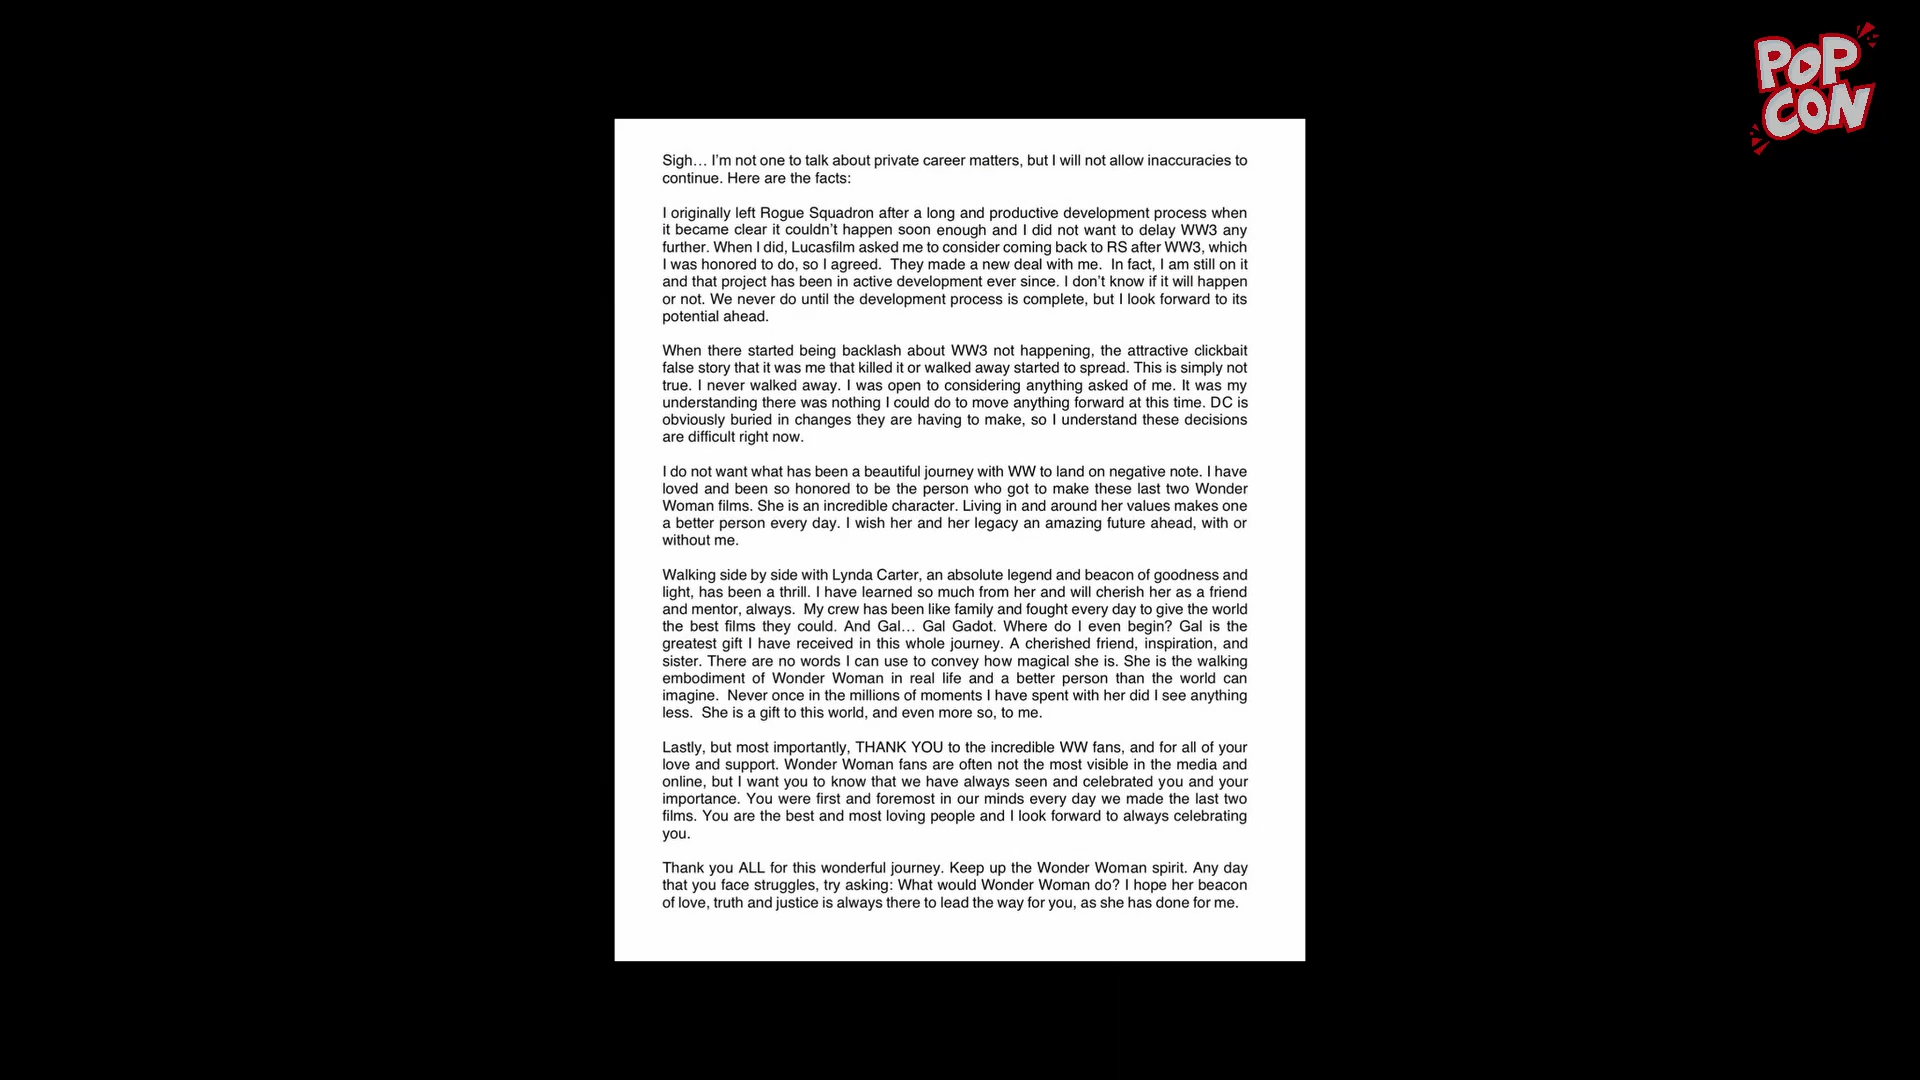 POP
CON
Sigh… I'm not one to talk about private career matters, but I will not allow inaccuracies to
continue. Here are the facts:
I originally left Rogue Squadron after a long and productive development process when
it became clear it couldn't happen soon enough and I did not want to delay WW3 any
further. When I did, Lucasfilm asked me to consider coming back to RS after WW3, which
I was honored to do, so I agreed.  They made a new deal with me.  In fact, I am still on it
and that project has been in active development ever since. I don't know if it will happen
or not. We never do until the development process is complete, but I look forward to its
potential ahead.
When there started being backlash about WW3 not happening, the attractive clickbait
false story that it was me that killed it or walked away started to spread. This is simply not
true. I never walked away. I was open to considering anything asked of me. It was my
understanding there was nothing I could do to move anything forward at this time. DC is
obviously buried in changes they are having to make, so I understand these decisions
are difficult right now.
I do not want what has been a beautiful journey with WW to land on negative note. I have
loved and been so honored to be the person who got to make these last two Wonder
Woman films. She is an incredible character. Living in and around her values makes one
a better person every day. I wish her and her legacy an amazing future ahead, with or
without me.
Walking side by side with Lynda Carter, an absolute legend and beacon of goodness and
light, has been a thrill. I have learned so much from her and will cherish her as a friend
and mentor, always.  My crew has been like family and fought every day to give the world
the best films they could. And Gal… Gal Gadot. Where do I even begin? Gal is the
greatest gift I have received in this whole journey. A cherished friend, inspiration, and
sister. There are no words I can use to convey how magical she is. She is the walking
embodiment of Wonder Woman in real life and a better person than the world can
imagine.  Never once in the millions of moments I have spent with her did I see anything
less.  She is a gift to this world, and even more so, to me.
Lastly, but most importantly, THANK YOU to the incredible WW fans, and for all of your
love and support. Wonder Woman fans are often not the most visible in the media and
online, but I want you to know that we have always seen and celebrated you and your
importance. You were first and foremost in our minds every day we made the last two
films. You are the best and most loving people and I look forward to always celebrating
you.
Thank you ALL for this wonderful journey. Keep up the Wonder Woman spirit. Any day
that you face struggles, try asking: What would Wonder Woman do? I hope her beacon
of love, truth and justice is always there to lead the way for you, as she has done for me.